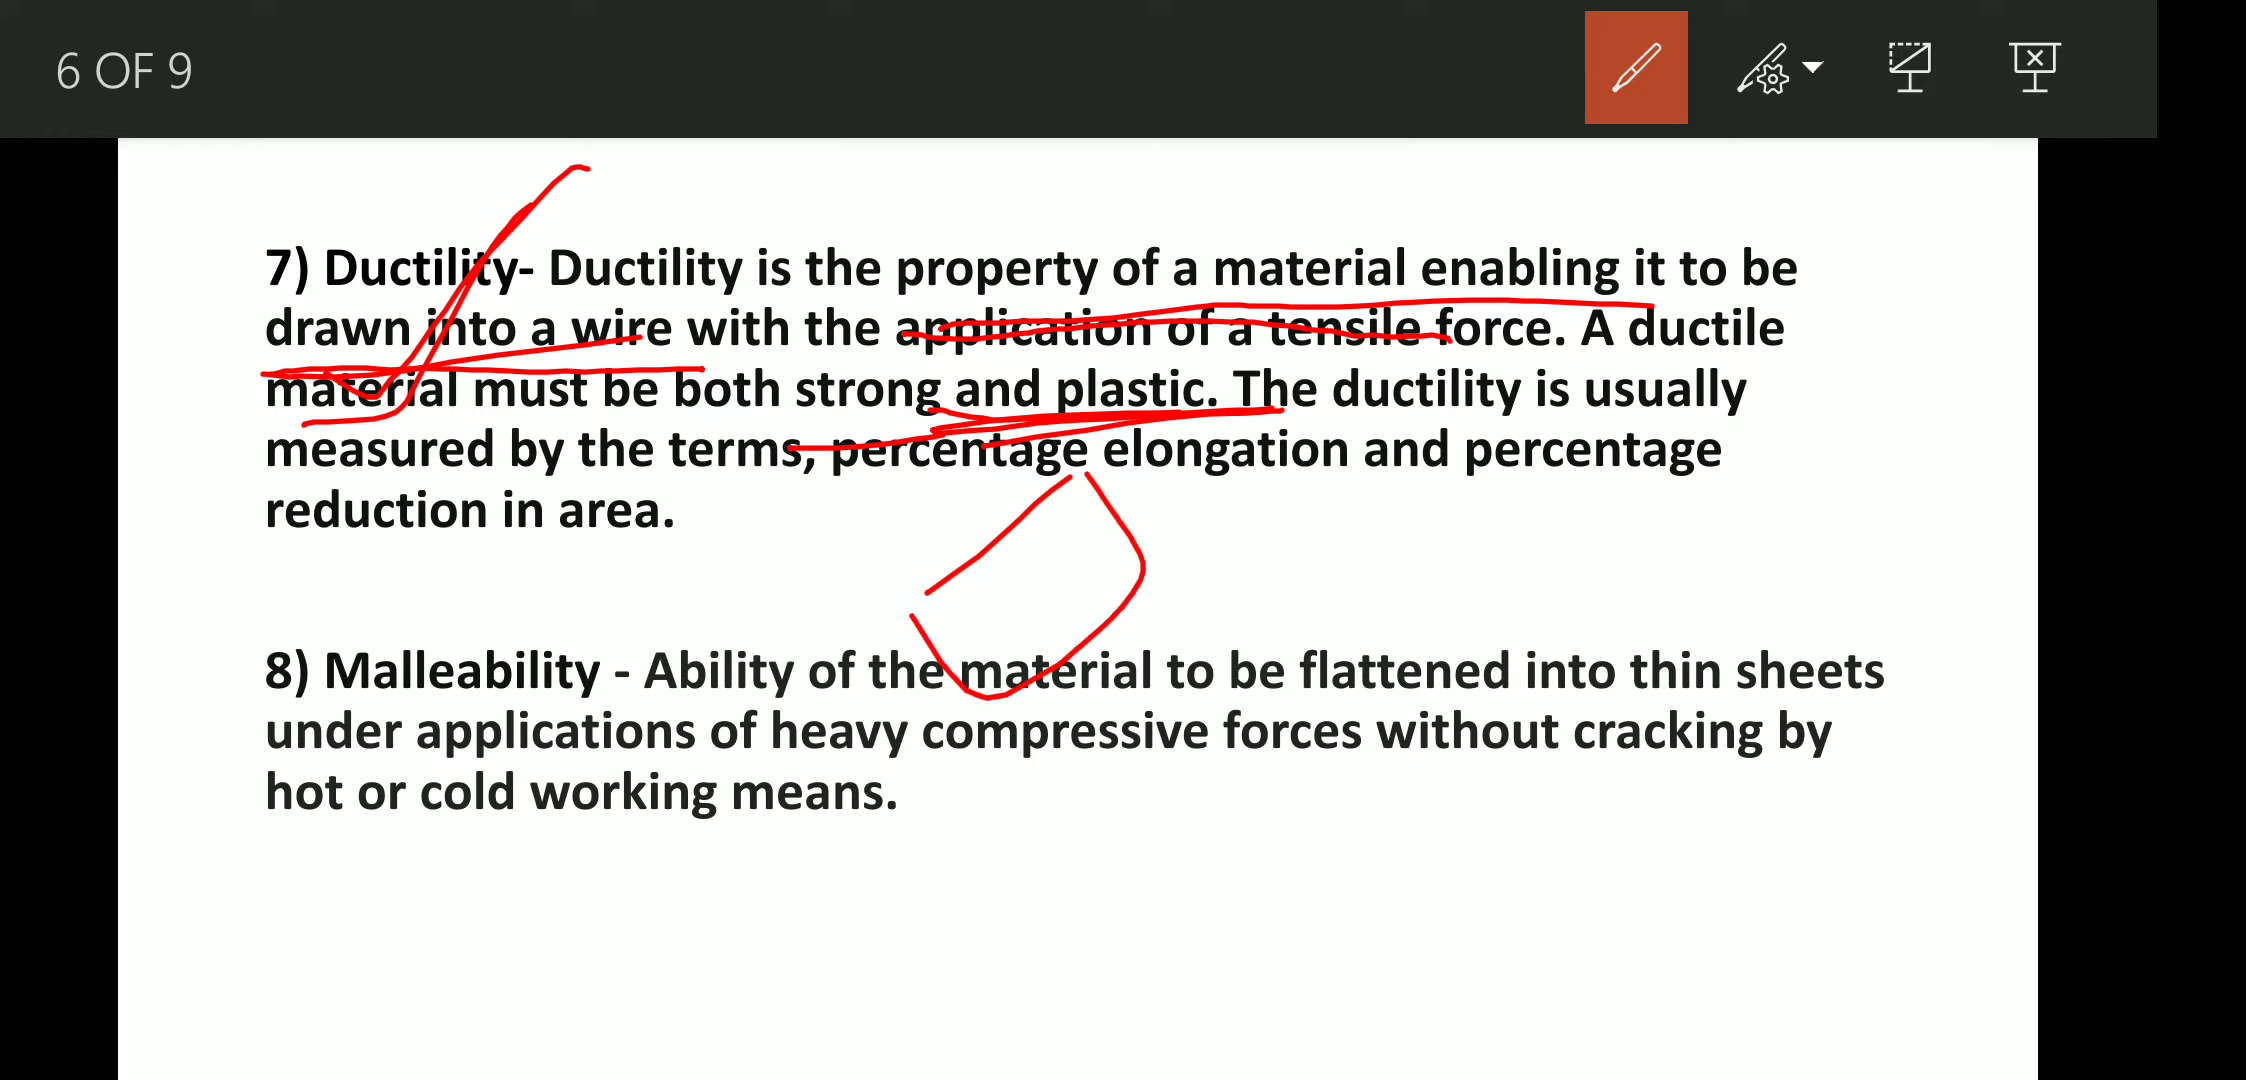 6 OF 9
7) Ductility- Ductility is the property of a material enabling it to be
drawn into a wire with the application of a tensile force. A ductile
material must be both strong and plastic. The ductility is usually
measured by the terms, percentage elongation and percentage
reduction in area.
8) Malleability - Ability of the material to be flattened into thin sheets
under applications of heavy compressive forces without cracking by
hot or cold working means.